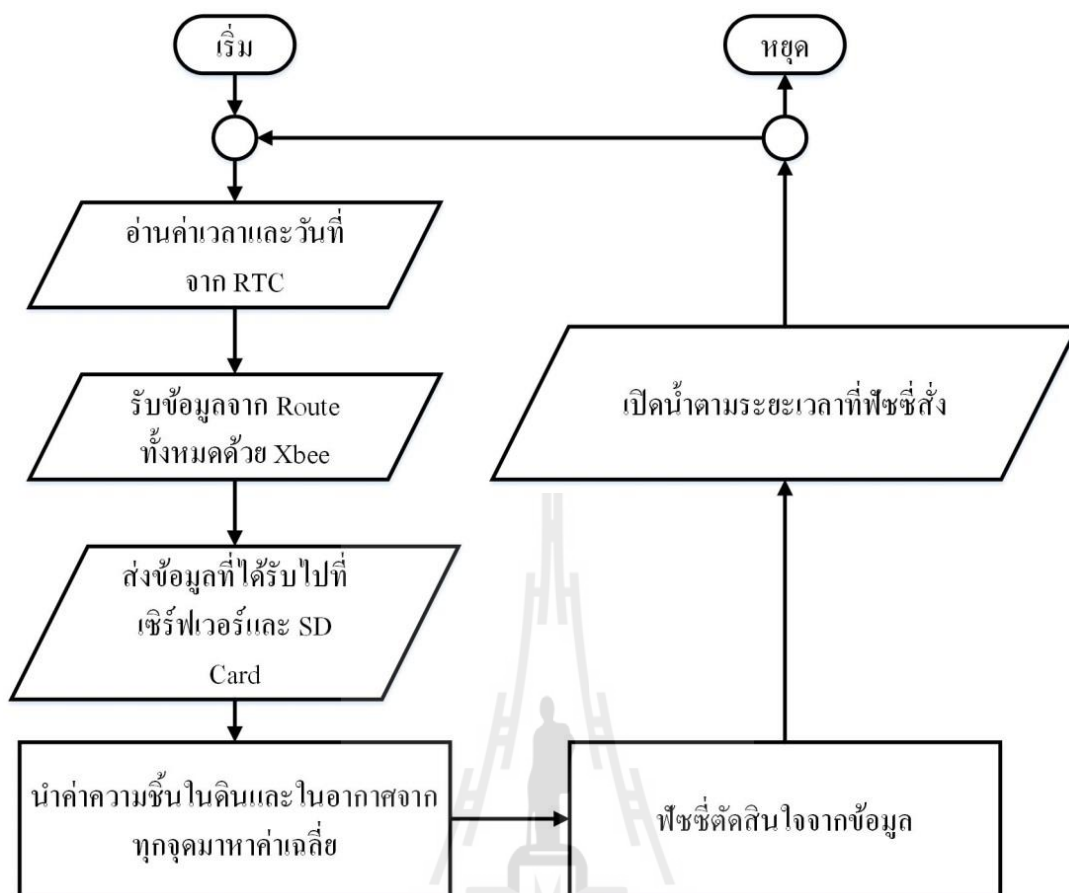 เริ่ม
หยุด
อ่านค่าเวลาและวันที่
จาก RTC
รับข้อมูลจาก Route
ทั้งหมดด้วย Xbee
ส่งข้อมูลที่ได้รับไปที่
เซิร์ฟเวอร์และ SD
Card
นำค่าความชิ้นในดินและในอากาศจาก
ทุกจุดมาหาค่าเฉลี่ย
ฟัซซี่ตัดสินใจจากข้อมูล
เปิดน้ำตามระยะเวลาที่ฟัซซี่สั่ง